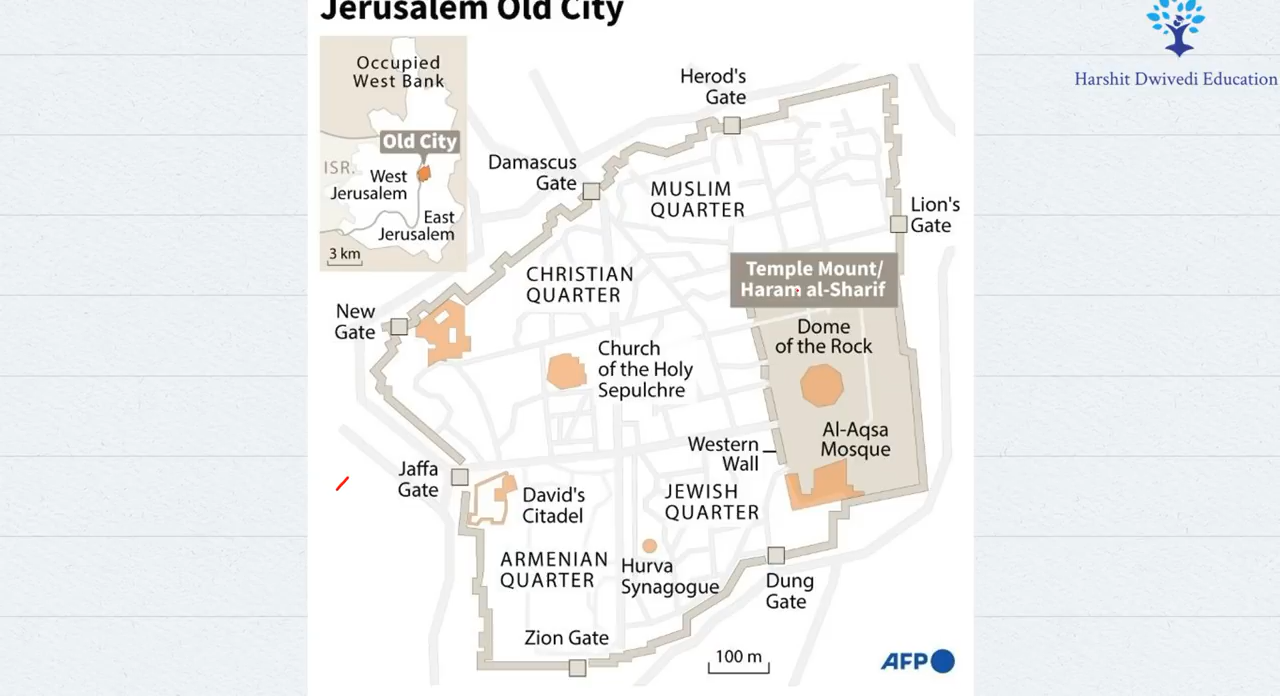 Jerusalem Old City
Harshit Dwivedi Education
Occupied
West Bank
Old City
ISR.
West
Jerusalem
East
Jerusalem
3 km
Herod's
Gate
Damascus
Gate
MUSLIM
QUARTER
Lion's
Gate
Temple Mount/
Haram al-Sharif
CHRISTIAN
QUARTER
New
Gate
Dome
of the Rock
Church
of the Holy
Sepulchre
Al-Aqsa
Mosque
Western
Wall
Jaffa
Gate
David's
Citadel
JEWISH
QUARTER
ARMENIAN
QUARTER
Hurva
Synagogue
Dung
Gate
Zion Gate
100 m
AFP